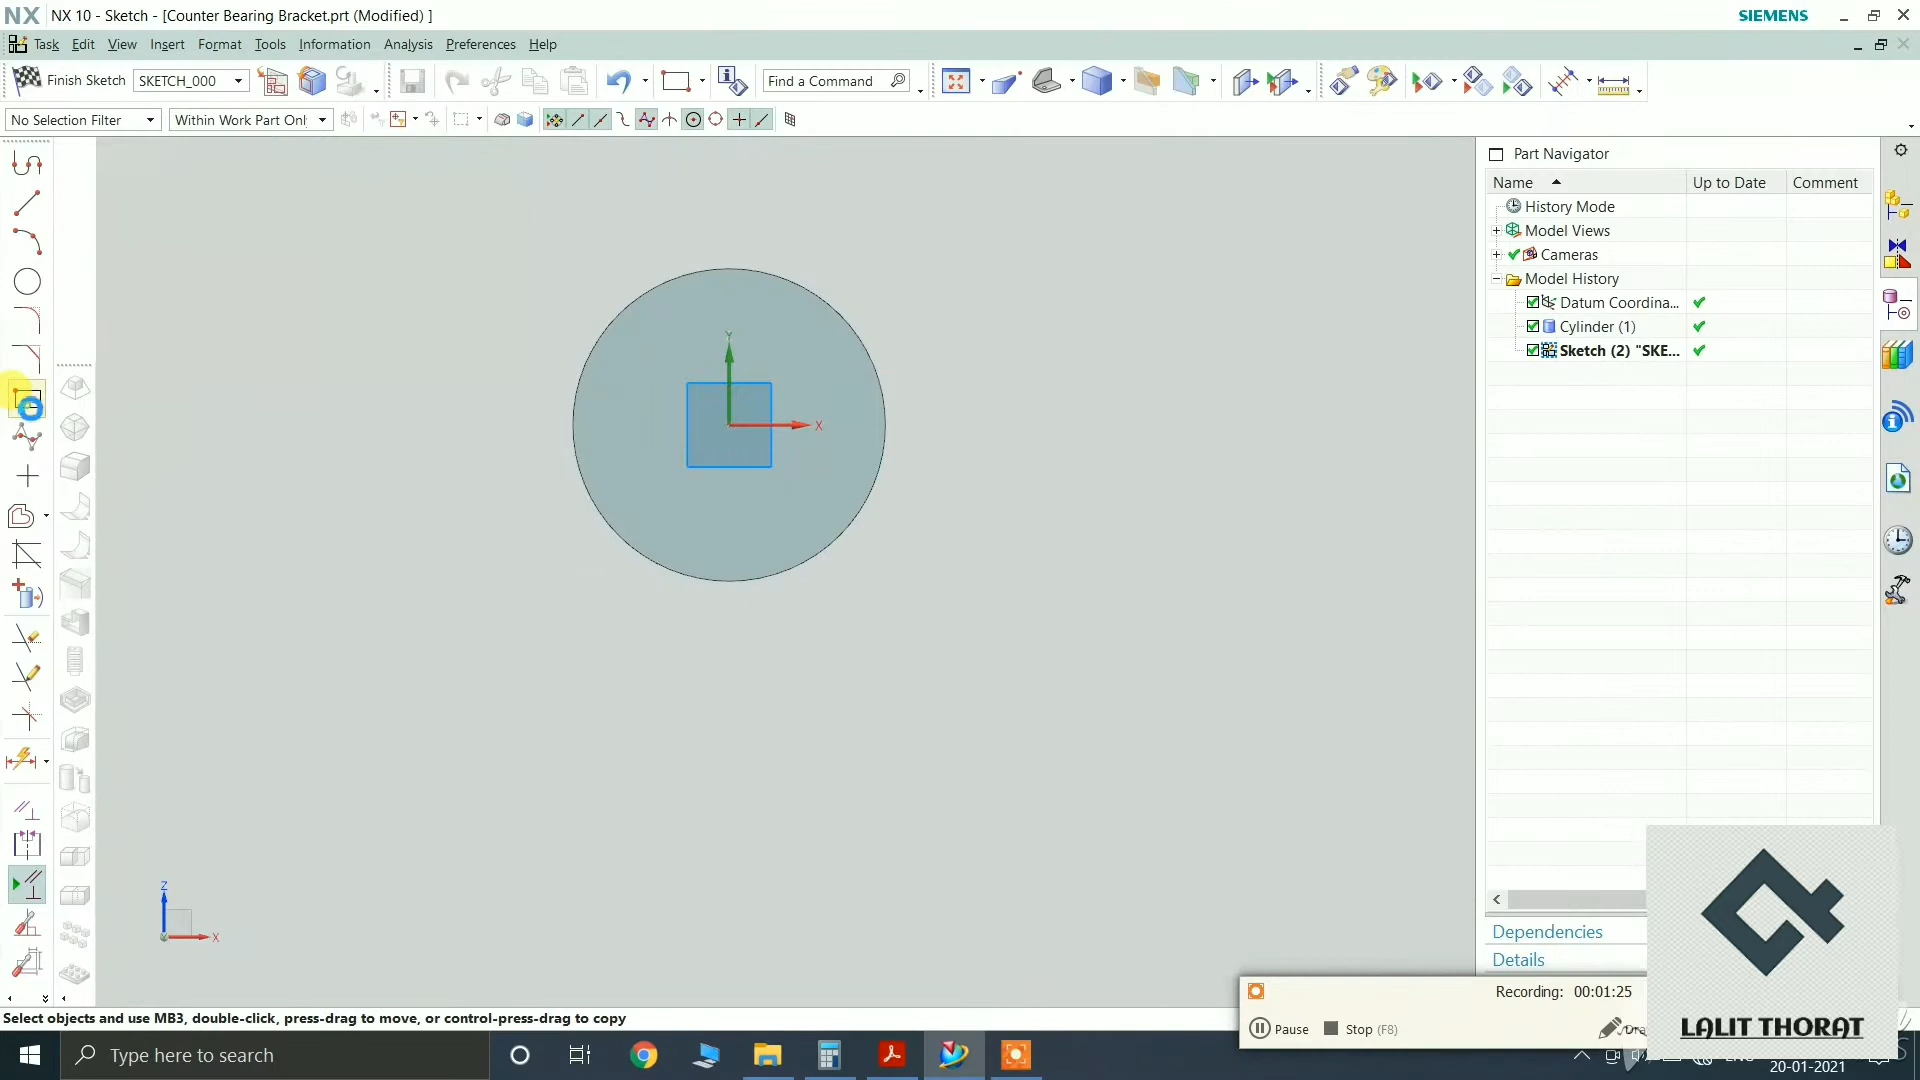 NX NX 10 - Sketch - [Counter Bearing Bracket.prt (Modified) ] SIEMENS
Task Edit View Insert Format Tools Information Analysis Preferences Help
Finish Sketch SKETCH_000 Find a Command
No Selection Filter Within Work Part Onl
Part Navigator
Name Up to Date Comment
History Mode
Model Views
Cameras
Model History
Datum Coordina...
Cylinder (1)
Sketch (2) "SKE...
Y
X
Z
X
Dependencies
Details
Recording: 00:01:25
Pause Stop (F8) Dra
LALIT THORAT
Select objects and use MB3, double-click, press-drag to move, or control-press-drag to copy
Type here to search
20-01-2021